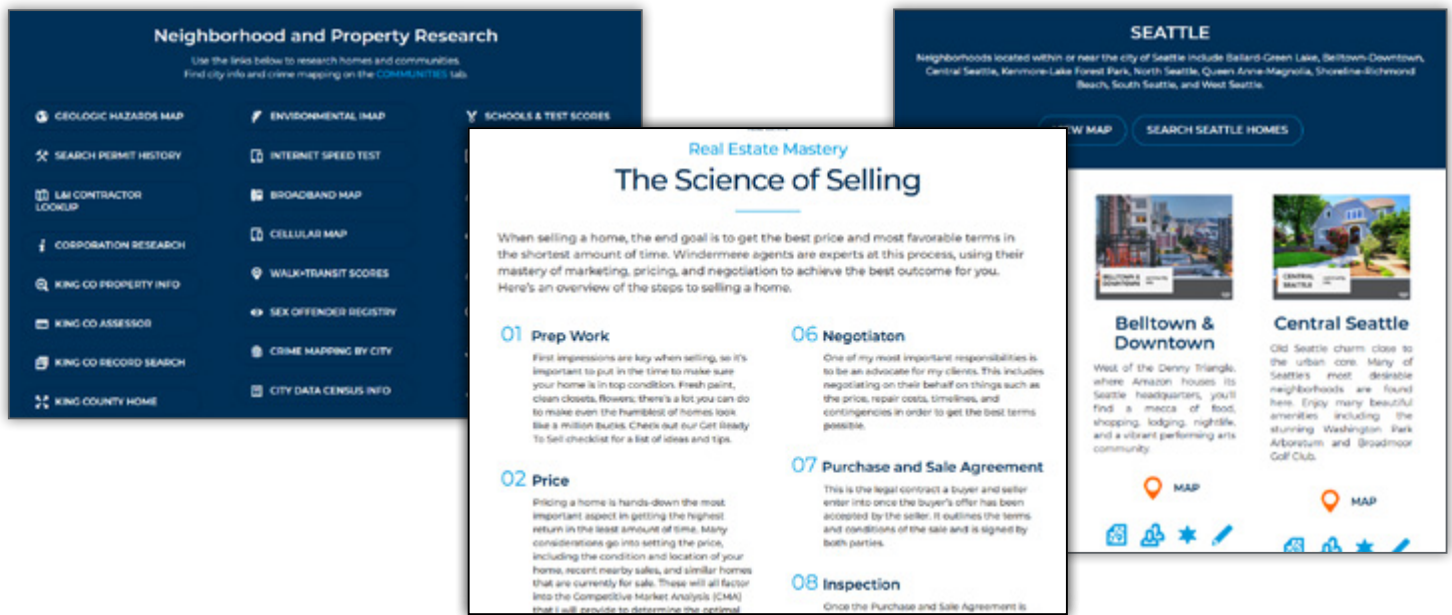 Neighborhood and Property Research
Use the links below to research homes and communities.
Find city info and crime mapping on the COMMUNITIES tab.
GEOLOGIC HAZARDS MAP
SEARCH PERMIT HISTORY
L&I CONTRACTOR
LOOKUP
CORPORATION RESEARCH
KING CO PROPERTY INFO
KING CO ASSESSOR
KING CO RECORD SEARCH
KING COUNTY HOME
ENVIRONMENTAL IMAP
INTERNET SPEED TEST
BROADBAND MAP
CELLULAR MAP
WALK+TRANSIT SCORES
SEX OFFENDER REGISTRY
CRIME MAPPING BY CITY
CITY DATA CENSUS INFO
SCHOOLS & TEST SCORES
Real Estate Mastery
The Science of Selling
When selling a home, the end goal is to get the best price and most favorable terms in
the shortest amount of time. Windermere agents are experts at this process, using their
mastery of marketing, pricing, and negotiation to achieve the best outcome for you.
Here's an overview of the steps to selling a home.
01 Prep Work
First impressions are key when selling, so it's
important to put in the time to make sure
your home is in top condition. Fresh paint,
clean closets, flowers; there's a lot you can do
to make even the humblest of homes look
like a million bucks. Check out our Get Ready
To Sell checklist for a list of ideas and tips.
02 Price
Pricing a home is hands-down the most
important aspect in getting the highest
return in the least amount of time. Many
considerations go into setting the price,
including the condition and location of your
home, recent nearby sales, and similar homes
that are currently for sale. These will all factor
into the Competitive Market Analysis (CMA)
that I will provide to determine the optimal
06 Negotiaton
One of my most important responsibilities is
to be an advocate for my clients. This includes
negotiating on their behalf on things such as
the price, repair costs, timelines, and
contingencies in order to get the best terms
possible.
07 Purchase and Sale Agreement
This is the legal contract a buyer and seller
enter into once the buyer's offer has been
accepted by the seller. It outlines the terms
and conditions of the sale and is signed by
both parties.
08 Inspection
Once the Purchase and Sale Agreement is
SEATTLE
Neighborhoods located within or near the city of Seattle include Ballard-Green Lake, Belltown-Downtown,
Central Seattle, Kenmore-Lake Forest Park, North Seattle, Queen Anne-Magnolia, Shoreline-Richmond
Beach, South Seattle, and West Seattle.
MAP
SEARCH SEATTLE HOMES
BELLTOWN &
DOWNTOWN
CENTRAL
SEATTLE
Belltown &
Downtown
West of the Denny Triangle,
where Amazon houses its
Seattle headquarters, you'll
find a mecca of food,
shopping, lodging, nightlife,
and a vibrant performing arts
community.
MAP
Central Seattle
Old Seattle charm close to
the urban core. Many of
Seattle's most desirable
neighborhoods are found
here. Enjoy many beautiful
amenities including the
stunning Washington Park
Arboretum and Broadmoor
Golf Club.
MAP